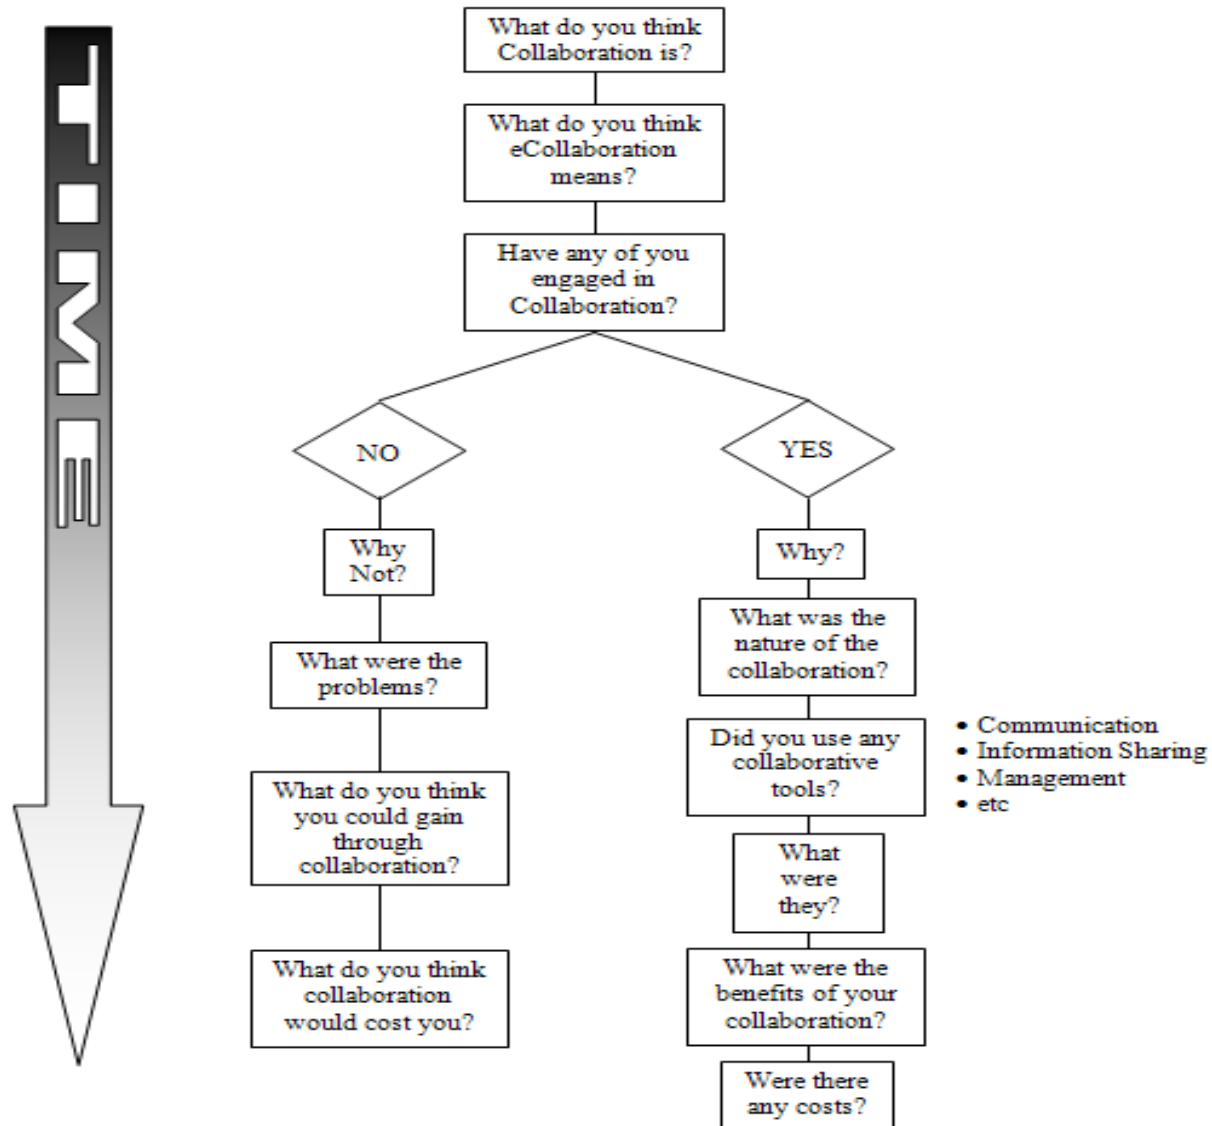 TIME
What do you think
Collaboration is?
What do you think
eCollaboration
means?
Have any of you
engaged in
Collaboration?
NO
Why
Not?
What were the
problems?
What do you think
you could gain
through
collaboration?
What do you think
collaboration
would cost you?
YES
Why?
What was the
nature of the
collaboration?
Did you use any
collaborative
tools?
• Communication
• Information Sharing
• Management
• etc
What
were
they?
What were the
benefits of your
collaboration?
Were there
any costs?